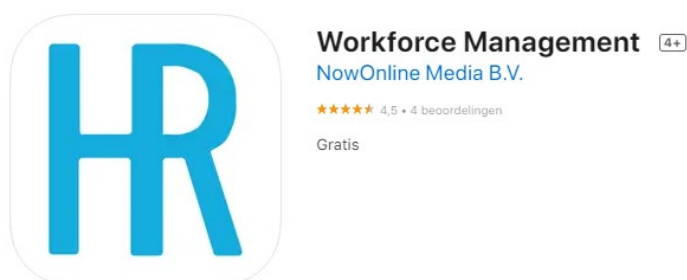 HR
Workforce Management 4+
NowOnline Media B.V.
4,5 • 4 beoordelingen
Gratis